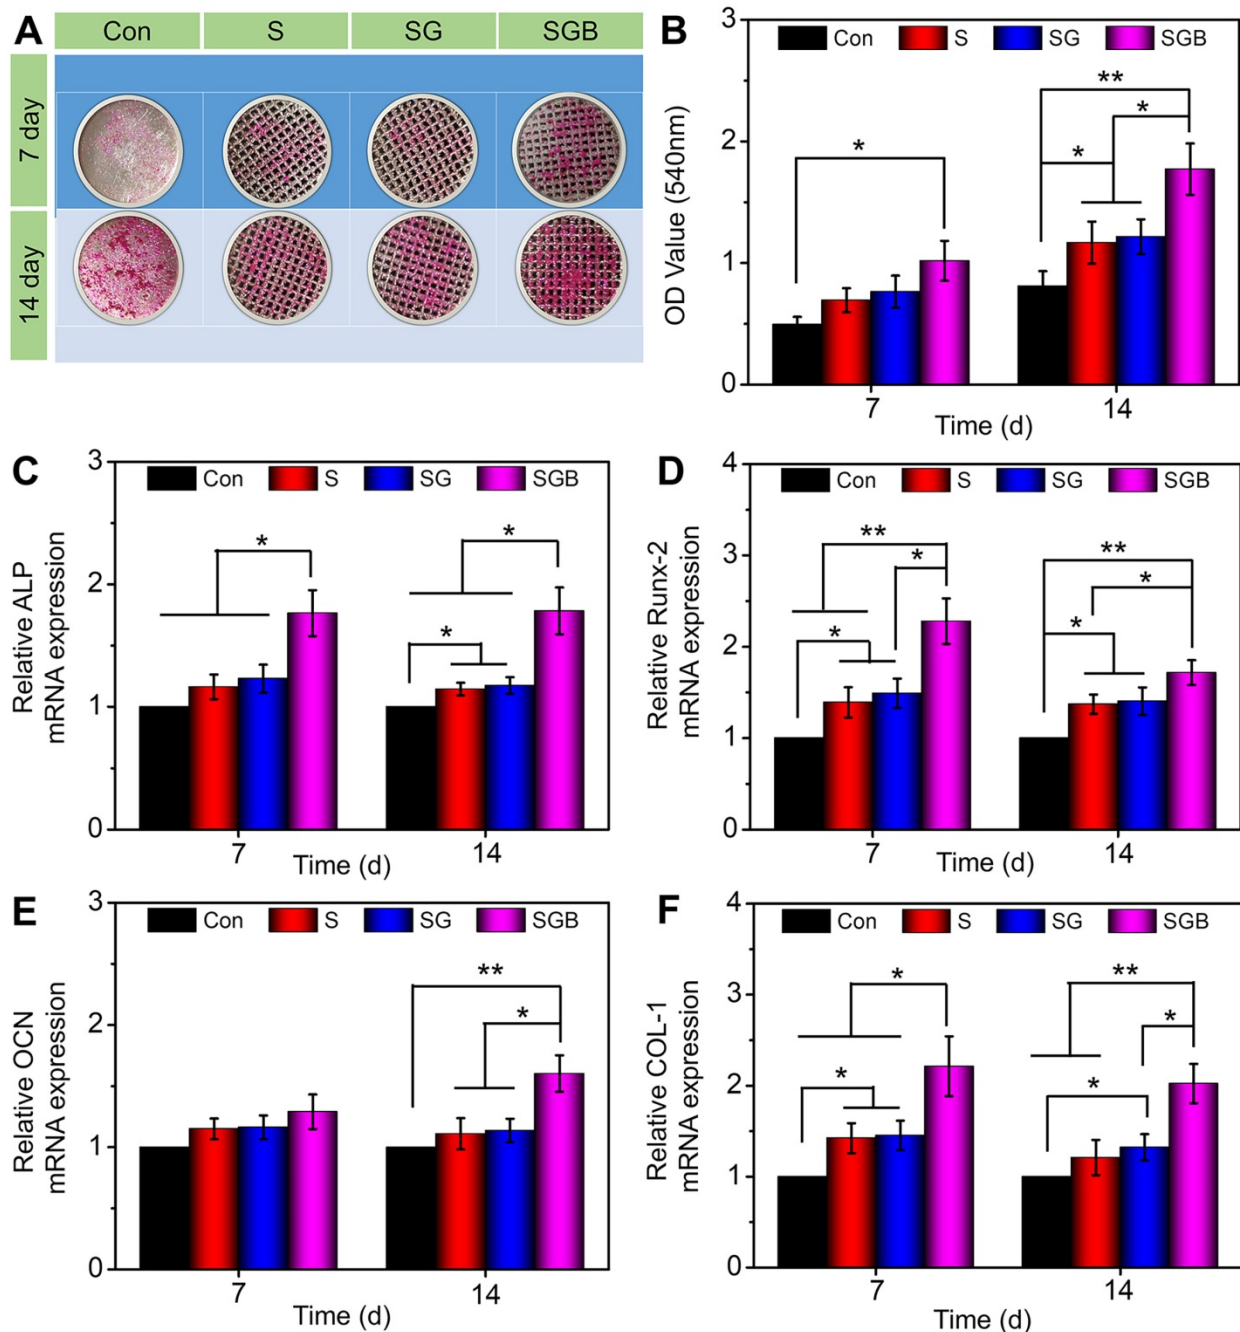 A
Con S SG SGB
7 day
14 day
B
Con S SG SGB
OD Value (540nm)
3
2
1
0
*
**
*
*
7 14
Time (d)
C
Con S SG SGB
Relative ALP
mRNA expression
3
2
1
0
*
*
*
7 14
Time (d)
D
Con S SG SGB
Relative Runx-2
mRNA expression
4
3
2
1
0
**
*
*
**
*
*
7 14
Time (d)
E
Con S SG SGB
Relative OCN
mRNA expression
3
2
1
0
**
*
7 14
Time (d)
F
Con S SG SGB
Relative COL-1
mRNA expression
4
3
2
1
0
*
*
**
*
*
7 14
Time (d)